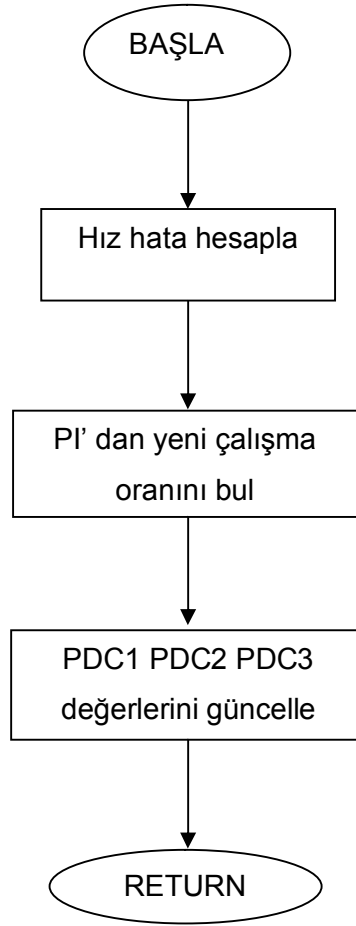 BAŞLA
Hız hata hesapla
PI’ dan yeni çalışma
oranını bul
PDC1 PDC2 PDC3
değerlerini güncelle
RETURN